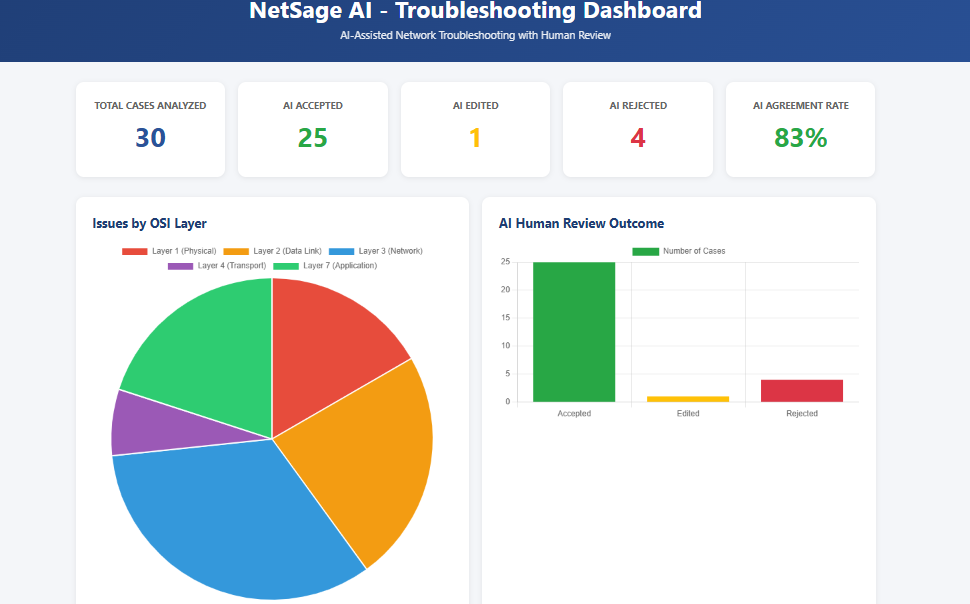 NetSage AI - Troubleshooting Dashboard
AI-Assisted Network Troubleshooting with Human Review
TOTAL CASES ANALYZED
30
AI ACCEPTED
25
AI EDITED
1
AI REJECTED
4
AI AGREEMENT RATE
83%
Issues by OSI Layer
Layer 1 (Physical) Layer 2 (Data Link) Layer 3 (Network)
Layer 4 (Transport) Layer 7 (Application)
AI Human Review Outcome
Number of Cases
25
20
15
10
5
0
Accepted Edited Rejected